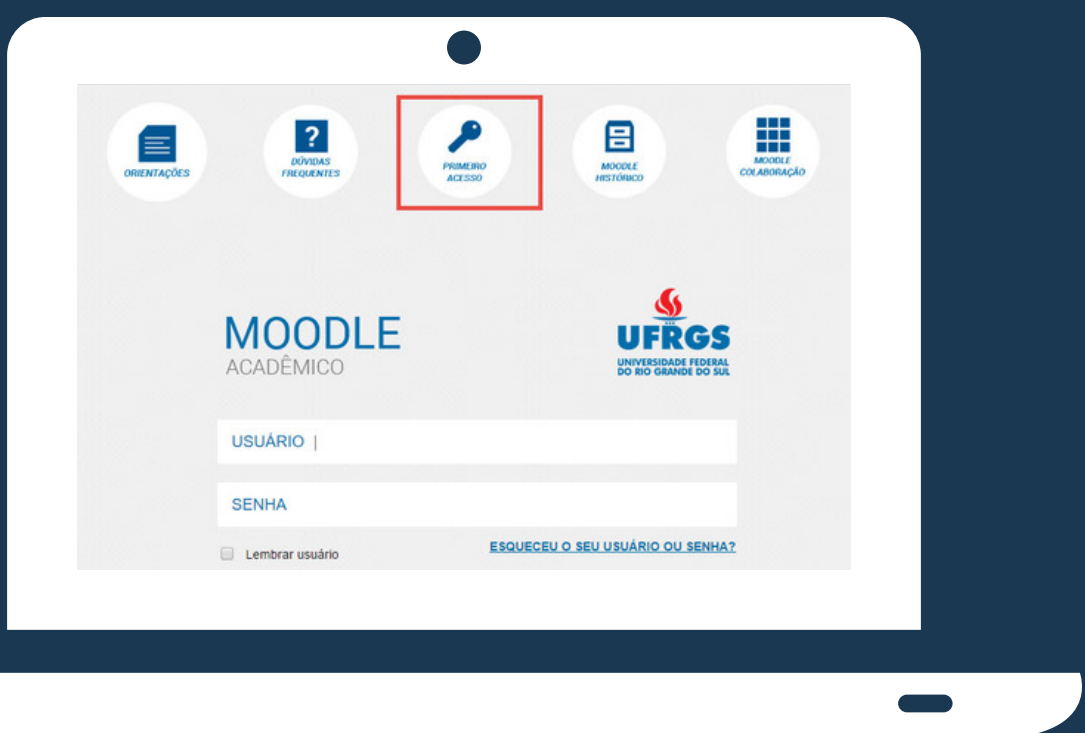 ?
ORIENTAÇÕES
DÚVIDAS
FREQUENTES
PRIMEIRO
ACESSO
MOODLE
HISTÓRICO
MOODLE
COLABORAÇÃO
MOODLE
ACADÊMICO
UFRGS
UNIVERSIDADE FEDERAL
DO RIO GRANDE DO SUL
USUÁRIO |
SENHA
Lembrar usuário
ESQUECEU O SEU USUÁRIO OU SENHA?